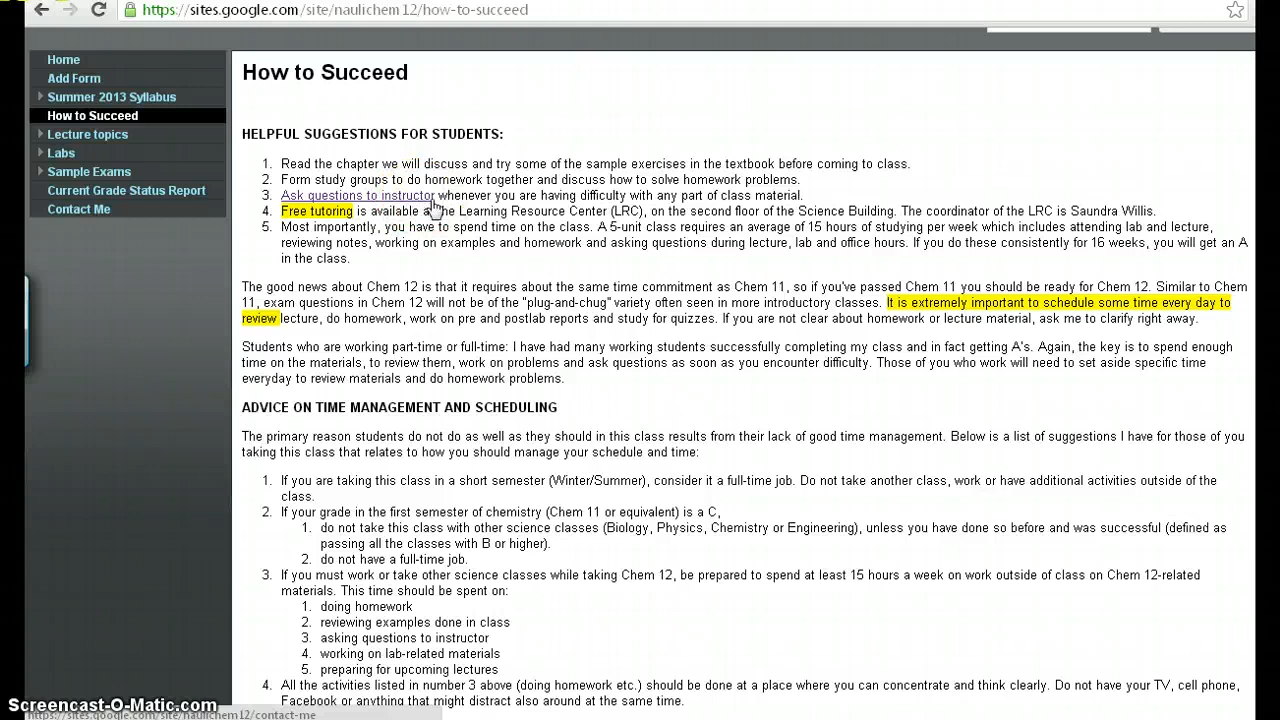 https://sites.google.com/site/naulichem12/how-to-succeed
Home
Add Form
Summer 2013 Syllabus
How to Succeed
Lecture topics
Labs
Sample Exams
Current Grade Status Report
Contact Me
How to Succeed
HELPFUL SUGGESTIONS FOR STUDENTS:
1. Read the chapter we will discuss and try some of the sample exercises in the textbook before coming to class.
2. Form study groups to do homework together and discuss how to solve homework problems.
3. Ask questions to instructor whenever you are having difficulty with any part of class material.
4. Free tutoring is available the Learning Resource Center (LRC), on the second floor of the Science Building. The coordinator of the LRC is Saundra Willis.
5. Most importantly, you have to spend time on the class. A 5-unit class requires an average of 15 hours of studying per week which includes attending lab and lecture,
reviewing notes, working on examples and homework and asking questions during lecture, lab and office hours. If you do these consistently for 16 weeks, you will get an A
in the class.
The good news about Chem 12 is that it requires about the same time commitment as Chem 11, so if you've passed Chem 11 you should be ready for Chem 12. Similar to Chem
11, exam questions in Chem 12 will not be of the "plug-and-chug" variety often seen in more introductory classes. It is extremely important to schedule some time every day to
review lecture, do homework, work on pre and postlab reports and study for quizzes. If you are not clear about homework or lecture material, ask me to clarify right away.
Students who are working part-time or full-time: I have had many working students successfully completing my class and in fact getting A's. Again, the key is to spend enough
time on the materials, to review them, work on problems and ask questions as soon as you encounter difficulty. Those of you who work will need to set aside specific time
everyday to review materials and do homework problems.
ADVICE ON TIME MANAGEMENT AND SCHEDULING
The primary reason students do not do as well as they should in this class results from their lack of good time management. Below is a list of suggestions I have for those of you
taking this class that relates to how you should manage your schedule and time:
1. If you are taking this class in a short semester (Winter/Summer), consider it a full-time job. Do not take another class, work or have additional activities outside of the
class.
2. If your grade in the first semester of chemistry (Chem 11 or equivalent) is a C,
1. do not take this class with other science classes (Biology, Physics, Chemistry or Engineering), unless you have done so before and was successful (defined as
passing all the classes with B or higher).
2. do not have a full-time job.
3. If you must work or take other science classes while taking Chem 12, be prepared to spend at least 15 hours a week on work outside of class on Chem 12-related
materials. This time should be spent on:
1. doing homework
2. reviewing examples done in class
3. asking questions to instructor
4. working on lab-related materials
5. preparing for upcoming lectures
4. All the activities listed in number 3 above (doing homework etc.) should be done at a place where you can concentrate and think clearly. Do not have your TV, cell phone,
Facebook or anything that might distract also around at the same time.
Screencast-O-Matic.com
https://sites.google.com/site/naulichem12/contact-me